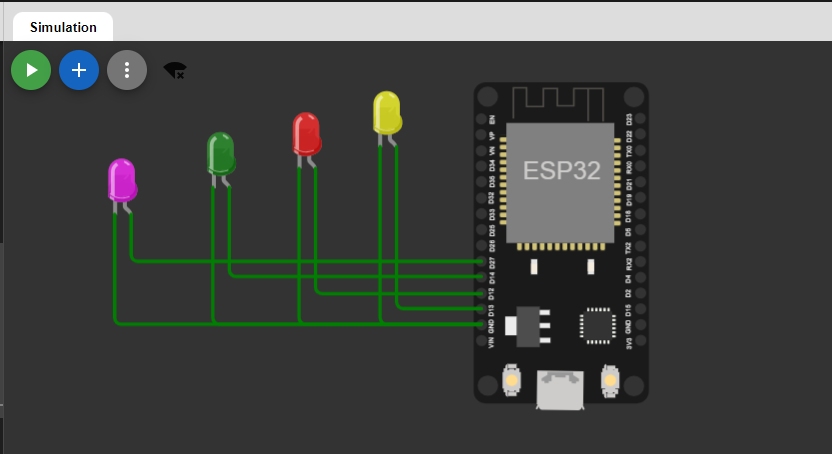 Simulation
ESP32
EN
VP
VN
D34
D35
D32
D33
D25
D26
D27
D14
D12
D13
GND
VIN
D23
D22
TX0
RX0
D21
D19
D18
D5
TX2
RX2
D4
D2
D15
GND
3V3